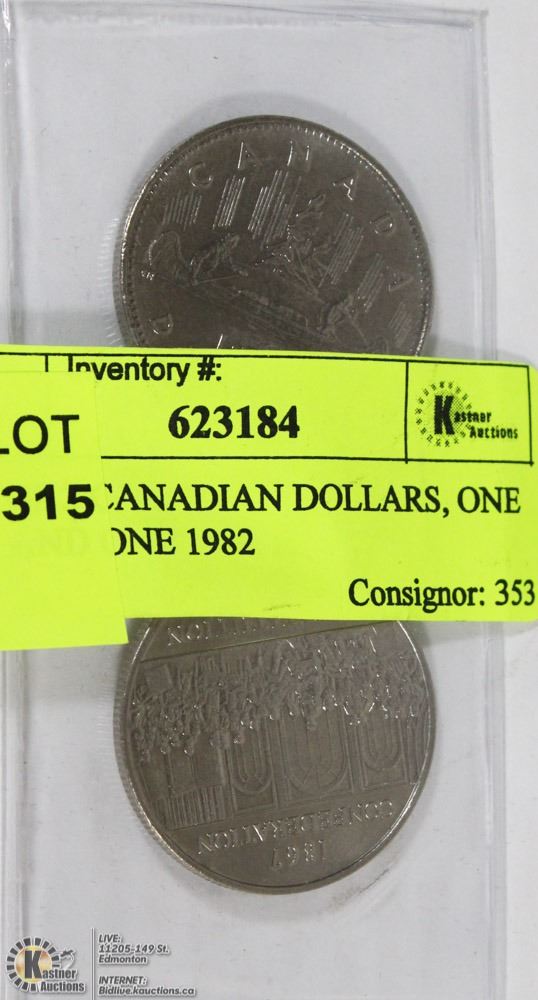 CANADA
D
Inventory #:
623184
Kastner
Auctions
LOT
315
CANADIAN DOLLARS, ONE
ONE 1982
Consignor: 353
CONFEDERATION
1867
Kastner
Auctions
LIVE:
11205-149 St.
Edmonton
INTERNET:
Bidlive.kauctions.ca